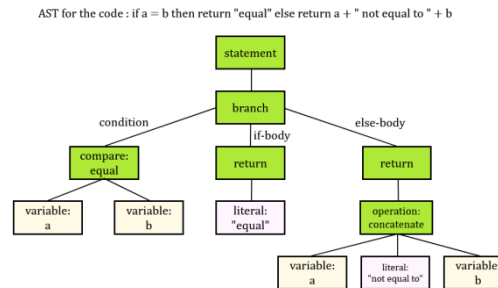 AST for the code : if a = b then return "equal" else return a + " not equal to " + b
statement
branch
condition
if-body
else-body
compare:
equal
return
return
variable:
a
variable:
b
literal:
"equal"
operation:
concatenate
variable:
a
literal:
"not equal to"
variable:
b